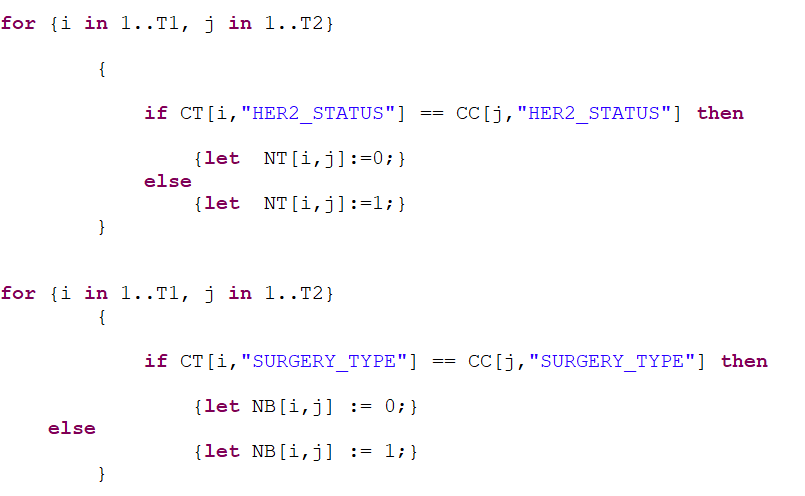 for {i in 1..T1, j in 1..T2}
{
if CT[i,"HER2_STATUS"] == CC[j,"HER2_STATUS"] then
{let  NT[i,j]:=0;}
else
{let  NT[i,j]:=1;}
}
for {i in 1..T1, j in 1..T2}
{
if CT[i,"SURGERY_TYPE"] == CC[j,"SURGERY_TYPE"] then
{let NB[i,j] := 0;}
else
{let NB[i,j] := 1;}
}